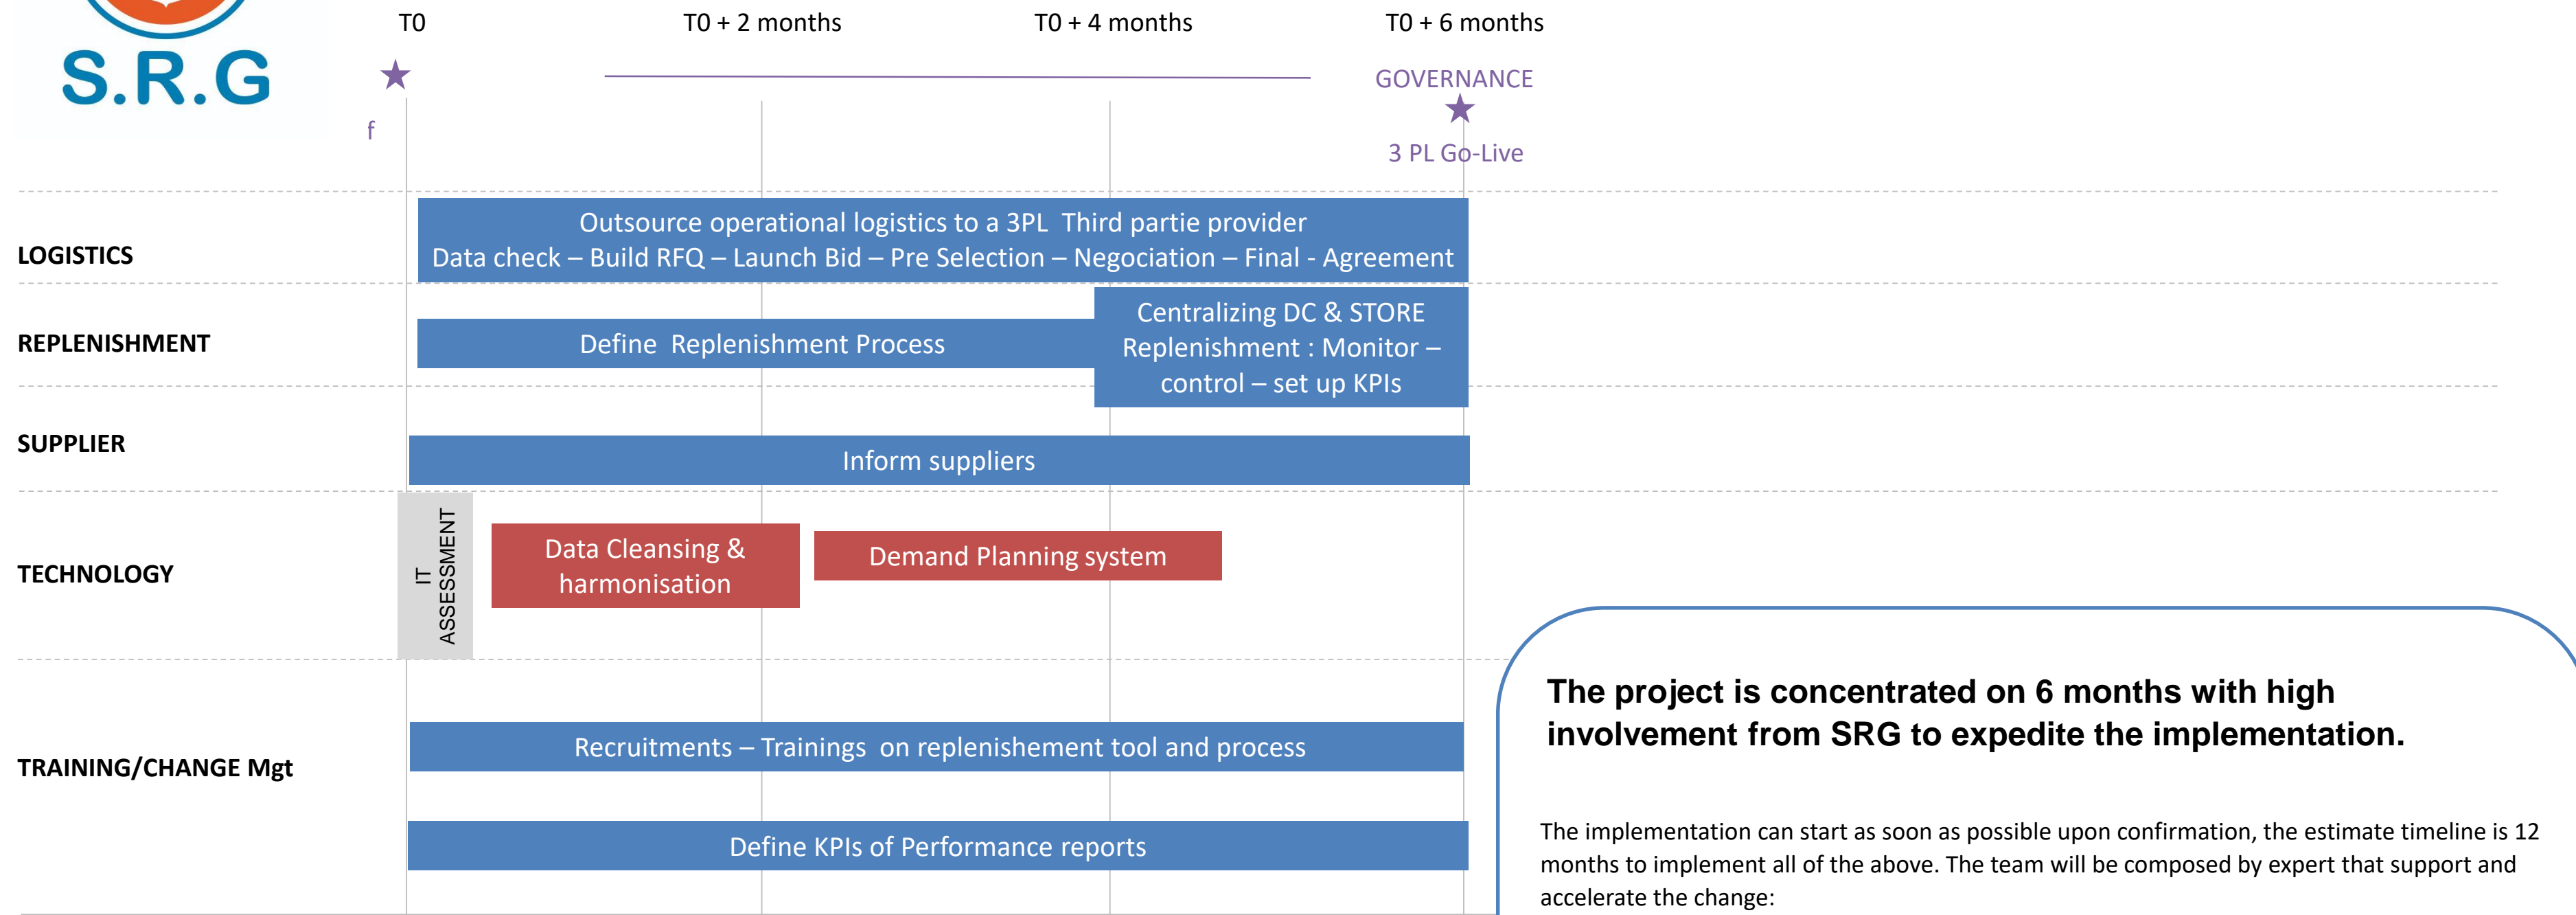 S.R.G
T0
T0 + 2 months
T0 + 4 months
T0 + 6 months
GOVERNANCE
f
3 PL Go-Live
LOGISTICS
Outsource operational logistics to a 3PL Third partie provider
Data check – Build RFQ – Launch Bid – Pre Selection – Negociation – Final - Agreement
REPLENISHMENT
Define Replenishment Process
Centralizing DC & STORE
Replenishment : Monitor –
control – set up KPIs
SUPPLIER
Inform suppliers
TECHNOLOGY
IT
ASSESSMENT
Data Cleansing &
harmonisation
Demand Planning system
TRAINING/CHANGE Mgt
Recruitments – Trainings on replenishement tool and process
Define KPIs of Performance reports
The project is concentrated on 6 months with high
involvement from SRG to expedite the implementation.
The implementation can start as soon as possible upon confirmation, the estimate timeline is 12
months to implement all of the above. The team will be composed by expert that support and
accelerate the change: